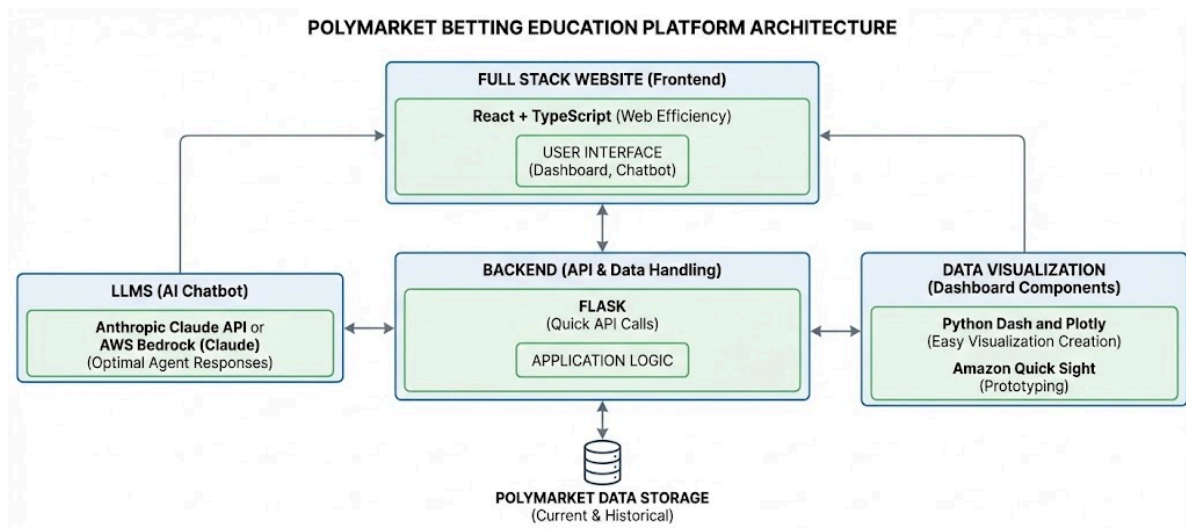 POLYMARKET BETTING EDUCATION PLATFORM ARCHITECTURE
FULL STACK WEBSITE (Frontend)
React + TypeScript (Web Efficiency)
USER INTERFACE
(Dashboard, Chatbot)
LLMS (AI Chatbot)
Anthropic Claude API or
AWS Bedrock (Claude)
(Optimal Agent Responses)
BACKEND (API & Data Handling)
FLASK
(Quick API Calls)
APPLICATION LOGIC
DATA VISUALIZATION
(Dashboard Components)
Python Dash and Plotly
(Easy Visualization Creation)
Amazon Quick Sight
(Prototyping)
POLYMARKET DATA STORAGE
(Current & Historical)